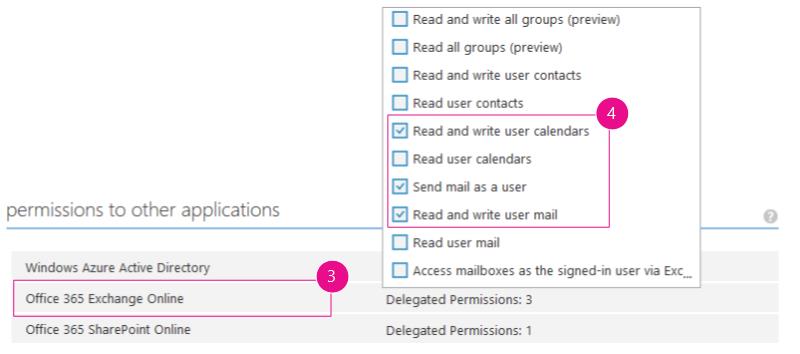 Read and write all groups (preview)
Read all groups (preview)
Read and write user contacts
Read user contacts
4
Read and write user calendars
Read user calendars
Send mail as a user
Read and write user mail
Read user mail
Access mailboxes as the signed-in user via Exc...
permissions to other applications
?
Windows Azure Active Directory
3
Office 365 Exchange Online
Delegated Permissions: 3
Office 365 SharePoint Online
Delegated Permissions: 1